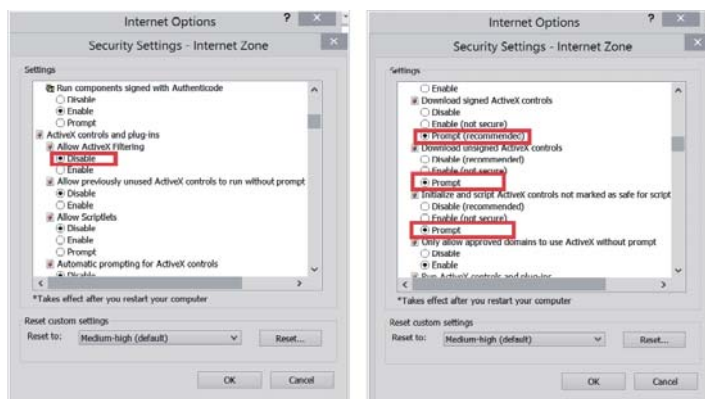 Internet Options
Security Settings - Internet Zone
Settings
Run components signed with Authenticode
Disable
Enable
Prompt
ActiveX controls and plug-ins
Allow ActiveX Filtering
Disable
Enable
Allow previously unused ActiveX controls to run without prompt
Disable
Enable
Allow Scriptlets
Disable
Enable
Prompt
Automatic prompting for ActiveX controls
Disable
*Takes effect after you restart your computer
Reset custom settings
Reset to: Medium-high (default) Reset...
OK Cancel
Internet Options
Security Settings - Internet Zone
Settings
Enable
Download signed ActiveX controls
Disable
Enable (not secure)
Prompt (recommended)
Download unsigned ActiveX controls
Disable (recommended)
Enable (not secure)
Prompt
Initialize and script ActiveX controls not marked as safe for script
Disable (recommended)
Enable (not secure)
Prompt
Only allow approved domains to use ActiveX without prompt
Disable
Enable
Run ActiveX controls and plug-ins
*Takes effect after you restart your computer
Reset custom settings
Reset to: Medium-high (default) Reset...
OK Cancel